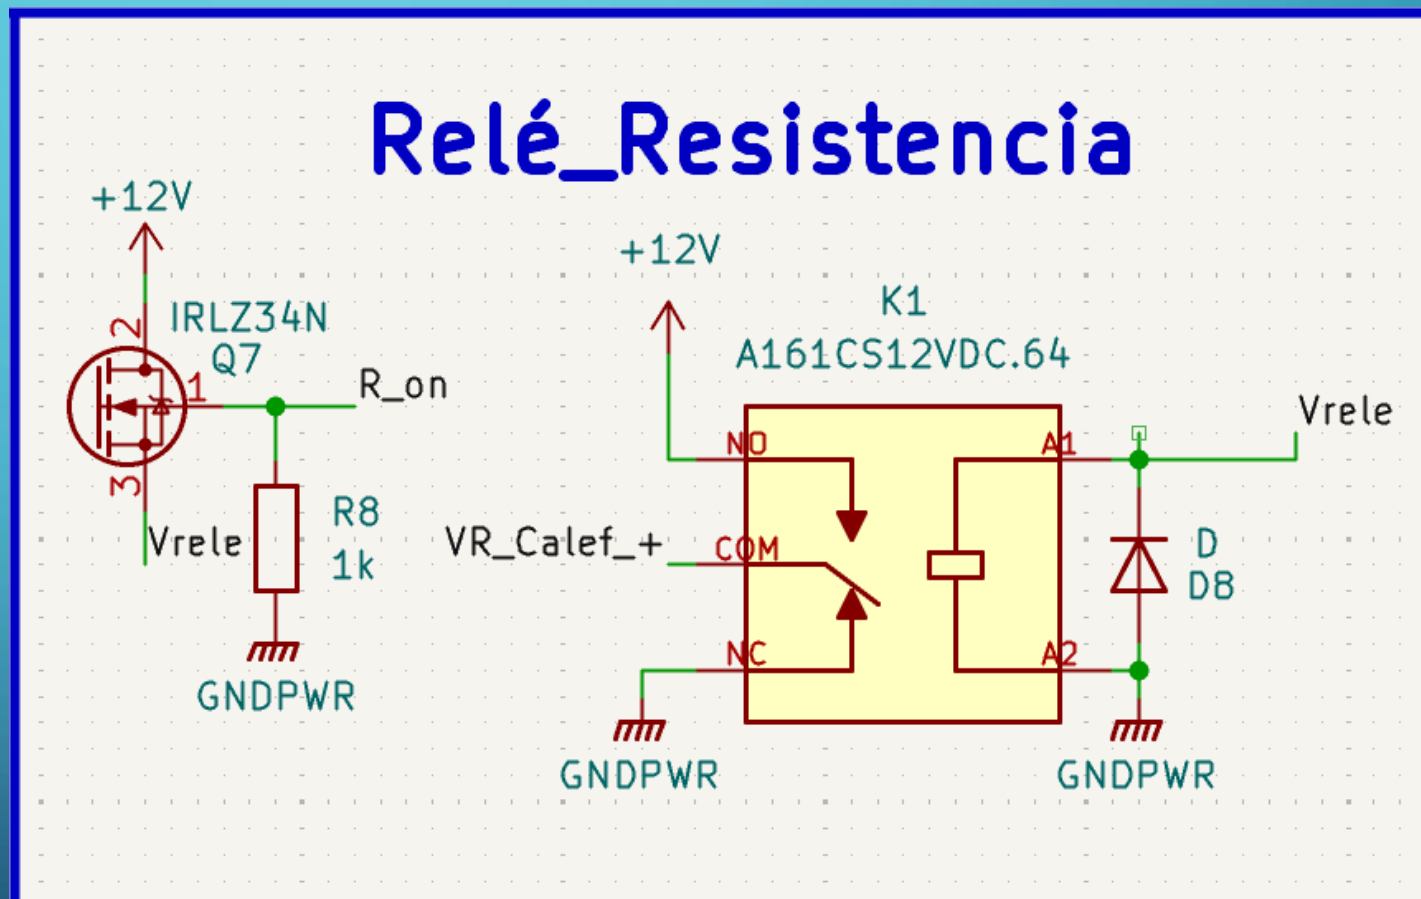 Relé_Resistencia
+12V
IRLZ34N
Q7
2
1
3
R_on
Vrele
R8
1k
GNDPWR
+12V
K1
A161CS12VDC.64
NO
COM
NC
A1
A2
VR_Calef_+
GNDPWR
Vrele
D
D8
GNDPWR